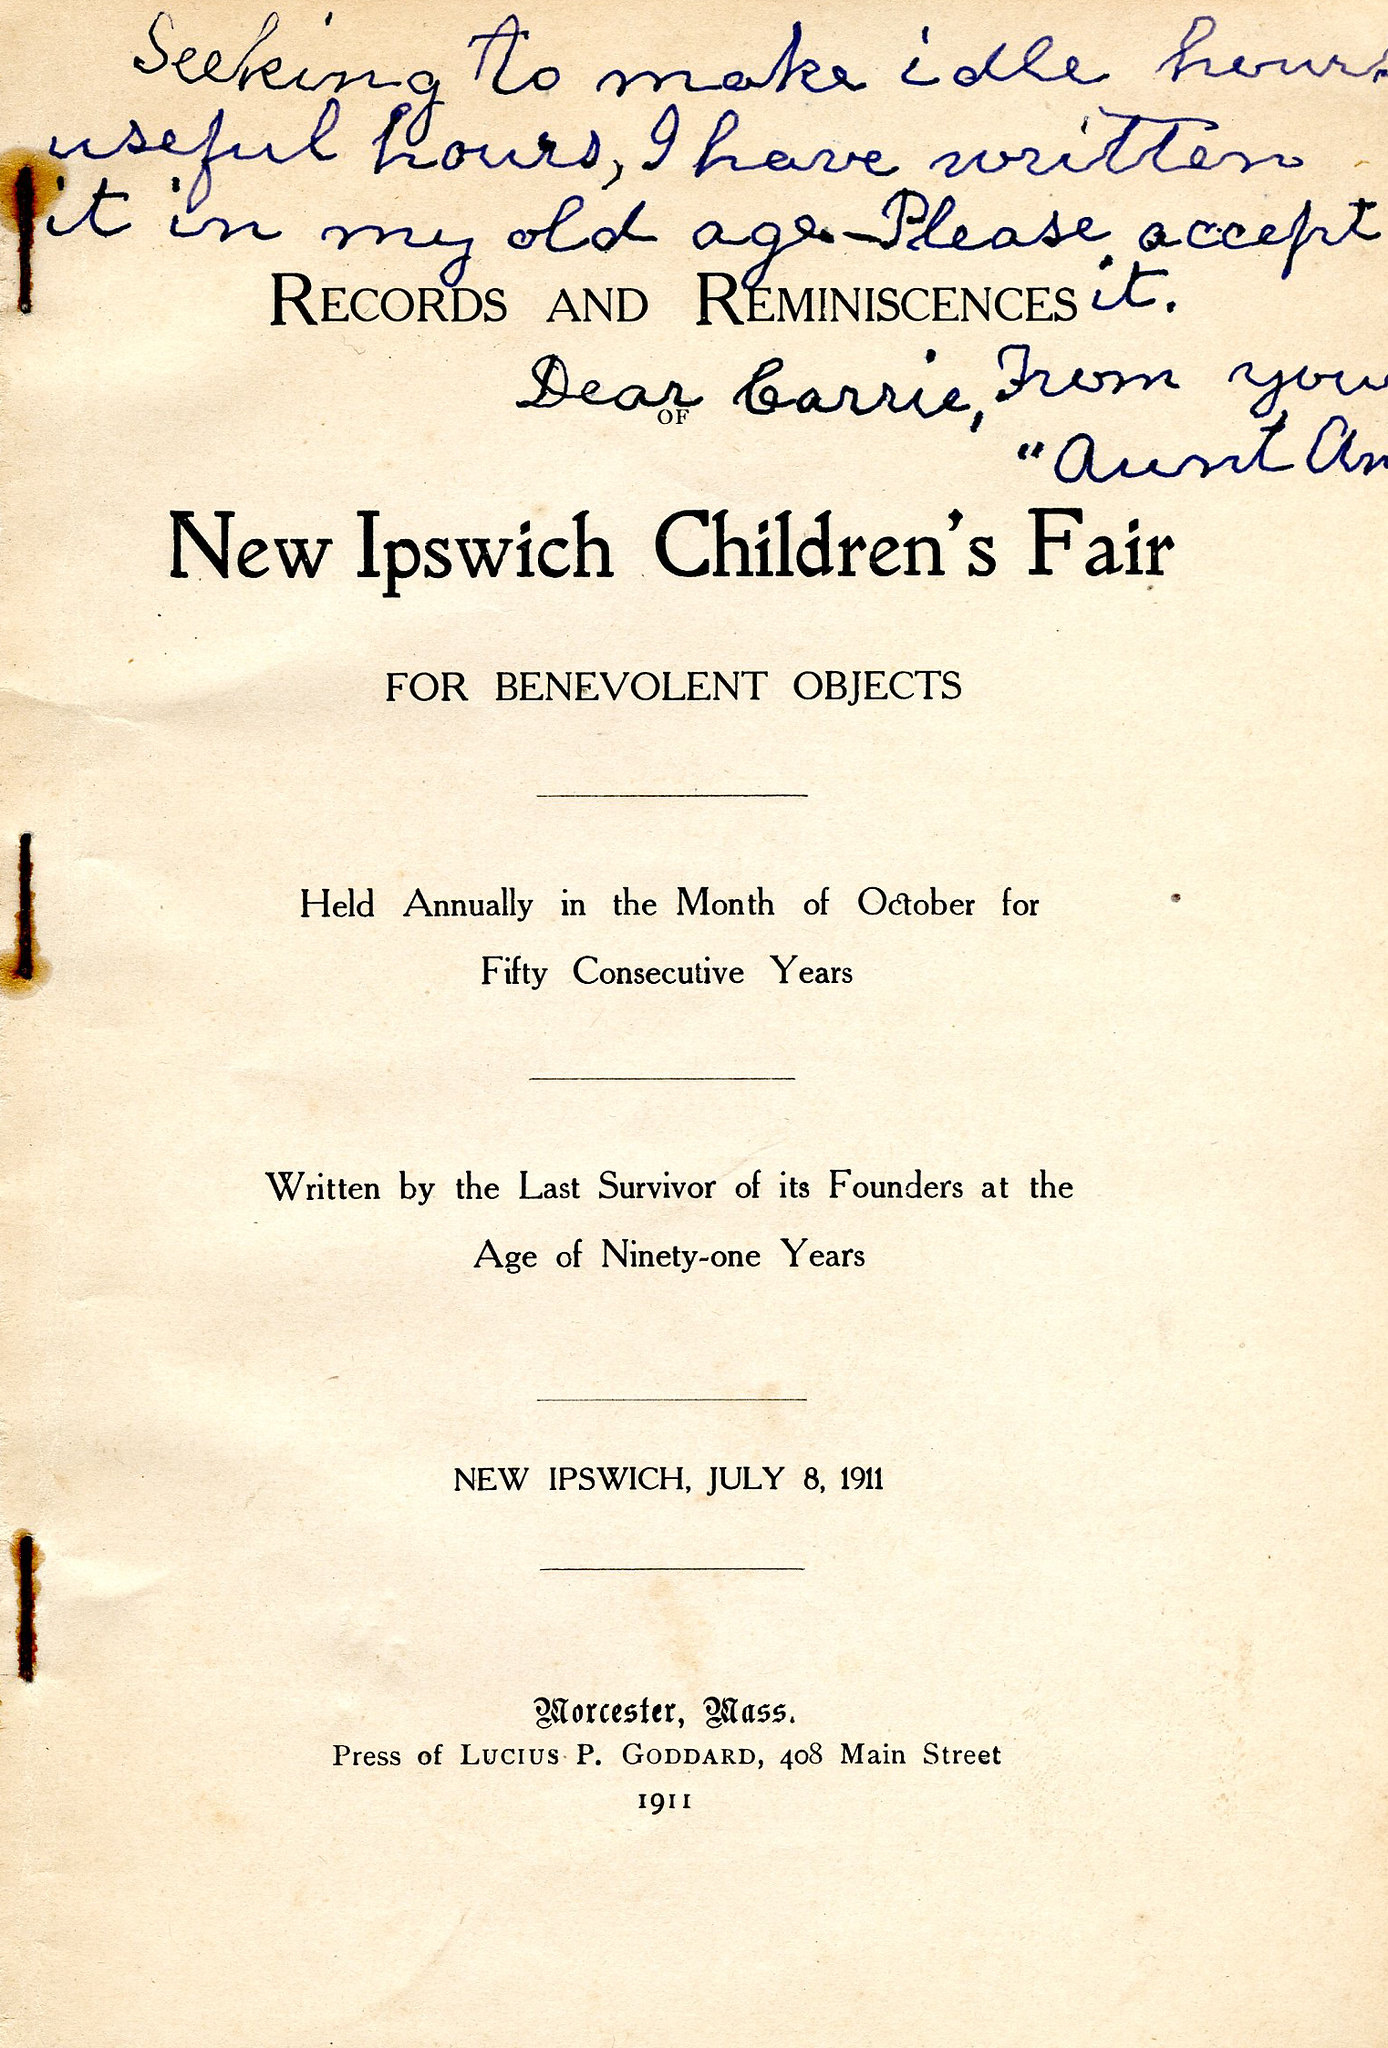 Seeking to make idle hours
useful hours, I have written
it in my old age—Please accept
it.
RECORDS AND REMINISCENCES
Dear Carrie, From you
OF
"Aunt An
New Ipswich Children's Fair
FOR BENEVOLENT OBJECTS
Held Annually in the Month of October for
Fifty Consecutive Years
Written by the Last Survivor of its Founders at the
Age of Ninety-one Years
NEW IPSWICH, JULY 8, 1911
Worcester, Mass.
Press of LUCIUS P. GODDARD, 408 Main Street
1911